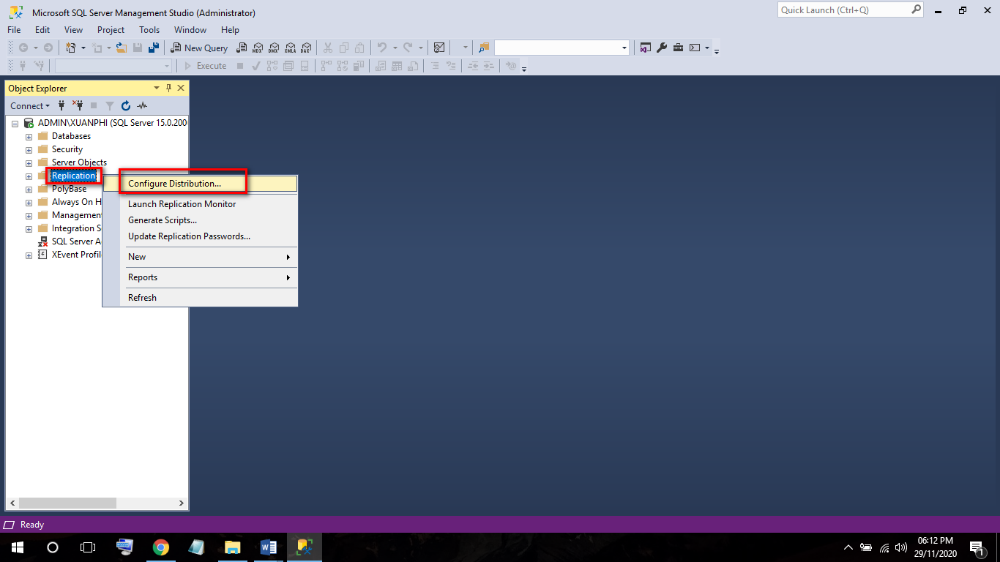 Microsoft SQL Server Management Studio (Administrator)
Quick Launch (Ctrl+Q)
File Edit View Project Tools Window Help
New Query MDX DMX XMLA DAX
Execute
Object Explorer
Connect
ADMIN\XUANPHI (SQL Server 15.0.200
Databases
Security
Server Objects
Replication
PolyBase
Always On H
Management
Integration S
SQL Server A
XEvent Profil
Configure Distribution...
Launch Replication Monitor
Generate Scripts...
Update Replication Passwords...
New
Reports
Refresh
Ready
06:12 PM
29/11/2020
1